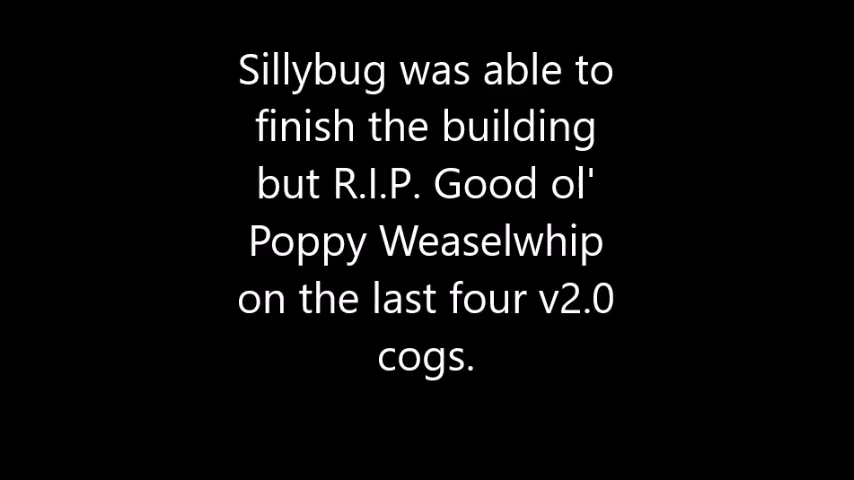 Sillybug was able to
finish the building
but R.I.P. Good ol'
Poppy Weaselwhip
on the last four v2.0
cogs.